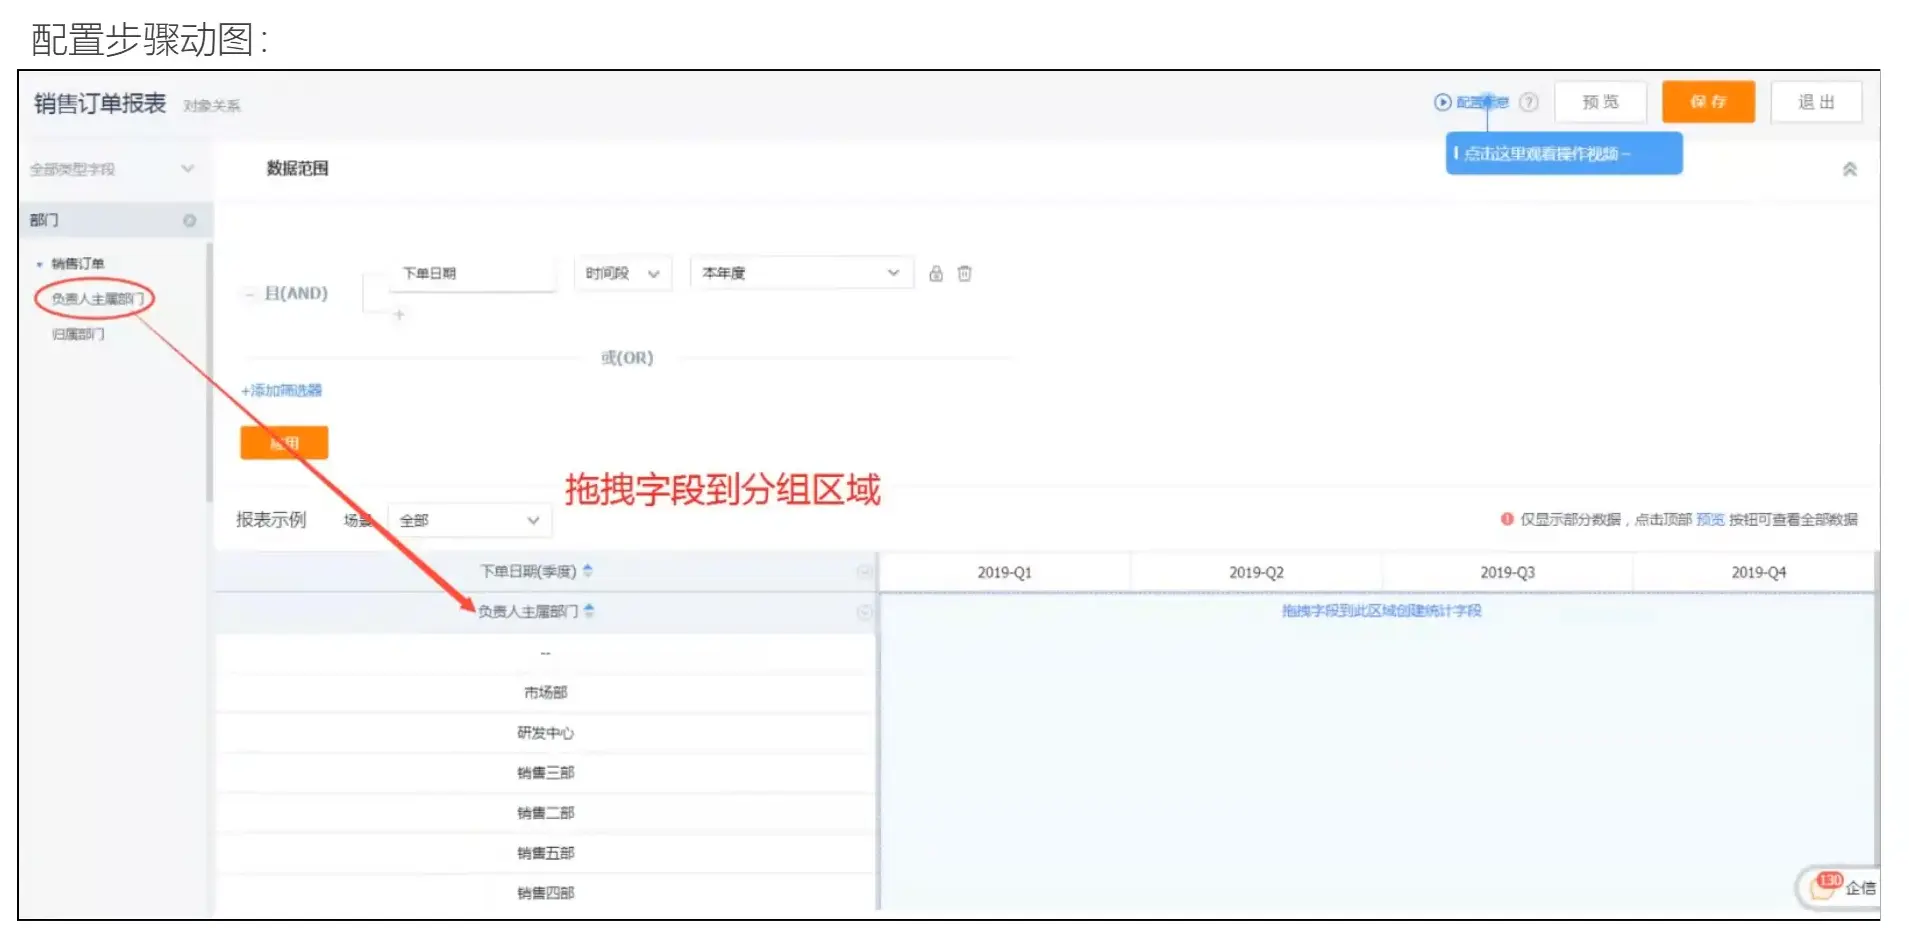 配置步骤动图：
销售订单报表 对象关系
预 览 保 存 退 出
点击这里观看操作视频
全部类型字段
数据范围
部门
销售订单
负责人主属部门
归属部门
下单日期 时间段 本年度
且(AND)
或(OR)
+添加筛选器
应用
拖拽字段到分组区域
报表示例 场景 全部
仅显示部分数据，点击顶部 预览 按钮可查看全部数据
下单日期(季度) 2019-Q1 2019-Q2 2019-Q3 2019-Q4
负责人主属部门 拖拽字段到此区域创建统计字段
--
市场部
研发中心
销售三部
销售二部
销售五部
销售四部
130 企信